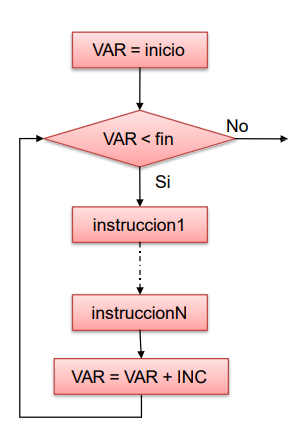 VAR = inicio
VAR < fin
No
Si
instruccion1
instruccionN
VAR = VAR + INC